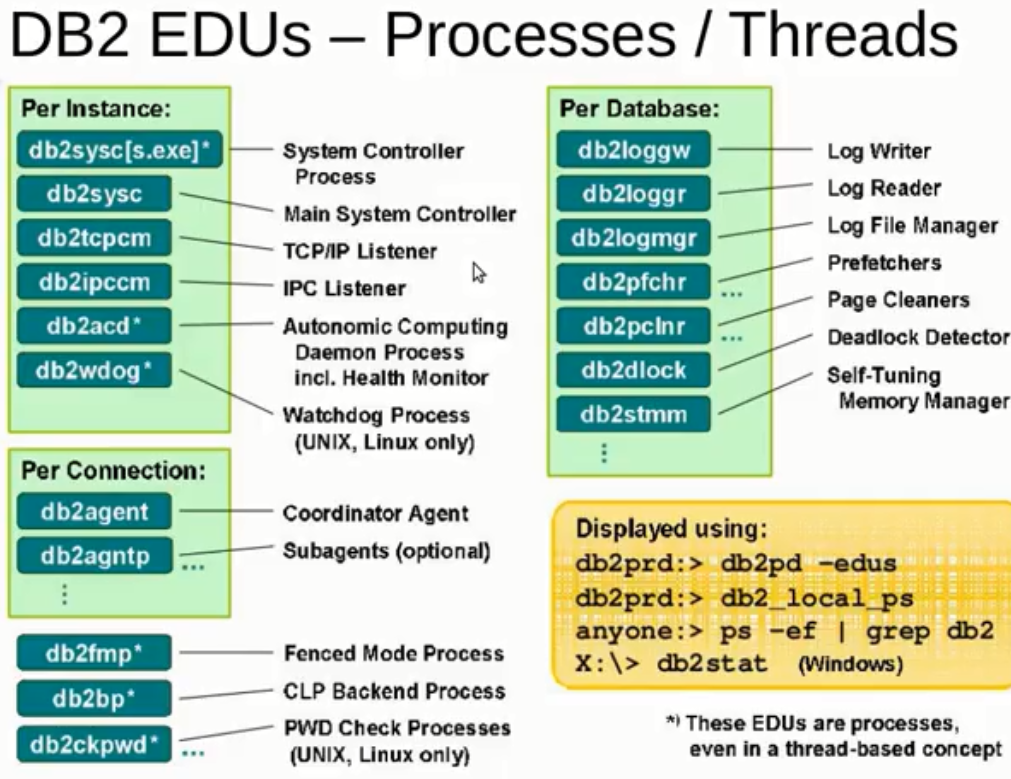 DB2 EDUs – Processes / Threads
Per Instance:
db2sysc[s.exe]*
System Controller
Process
db2sysc
Main System Controller
db2tcpcm
TCP/IP Listener
db2ipccm
IPC Listener
db2acd*
Autonomic Computing
Daemon Process
incl. Health Monitor
db2wdog*
Watchdog Process
(UNIX, Linux only)
Per Connection:
db2agent
Coordinator Agent
db2agntp
...
Subagents (optional)
⋮
db2fmp*
Fenced Mode Process
db2bp*
CLP Backend Process
db2ckpwd*
...
PWD Check Processes
(UNIX, Linux only)
Per Database:
db2loggw
Log Writer
db2loggr
Log Reader
db2logmgr
Log File Manager
db2pfchr
...
Prefetchers
db2pclnr
...
Page Cleaners
db2dlock
Deadlock Detector
db2stmm
Self-Tuning
Memory Manager
⋮
Displayed using:
db2prd:> db2pd –edus
db2prd:> db2_local_ps
anyone:> ps –ef | grep db2
X:\> db2stat (Windows)
*) These EDUs are processes,
even in a thread-based concept